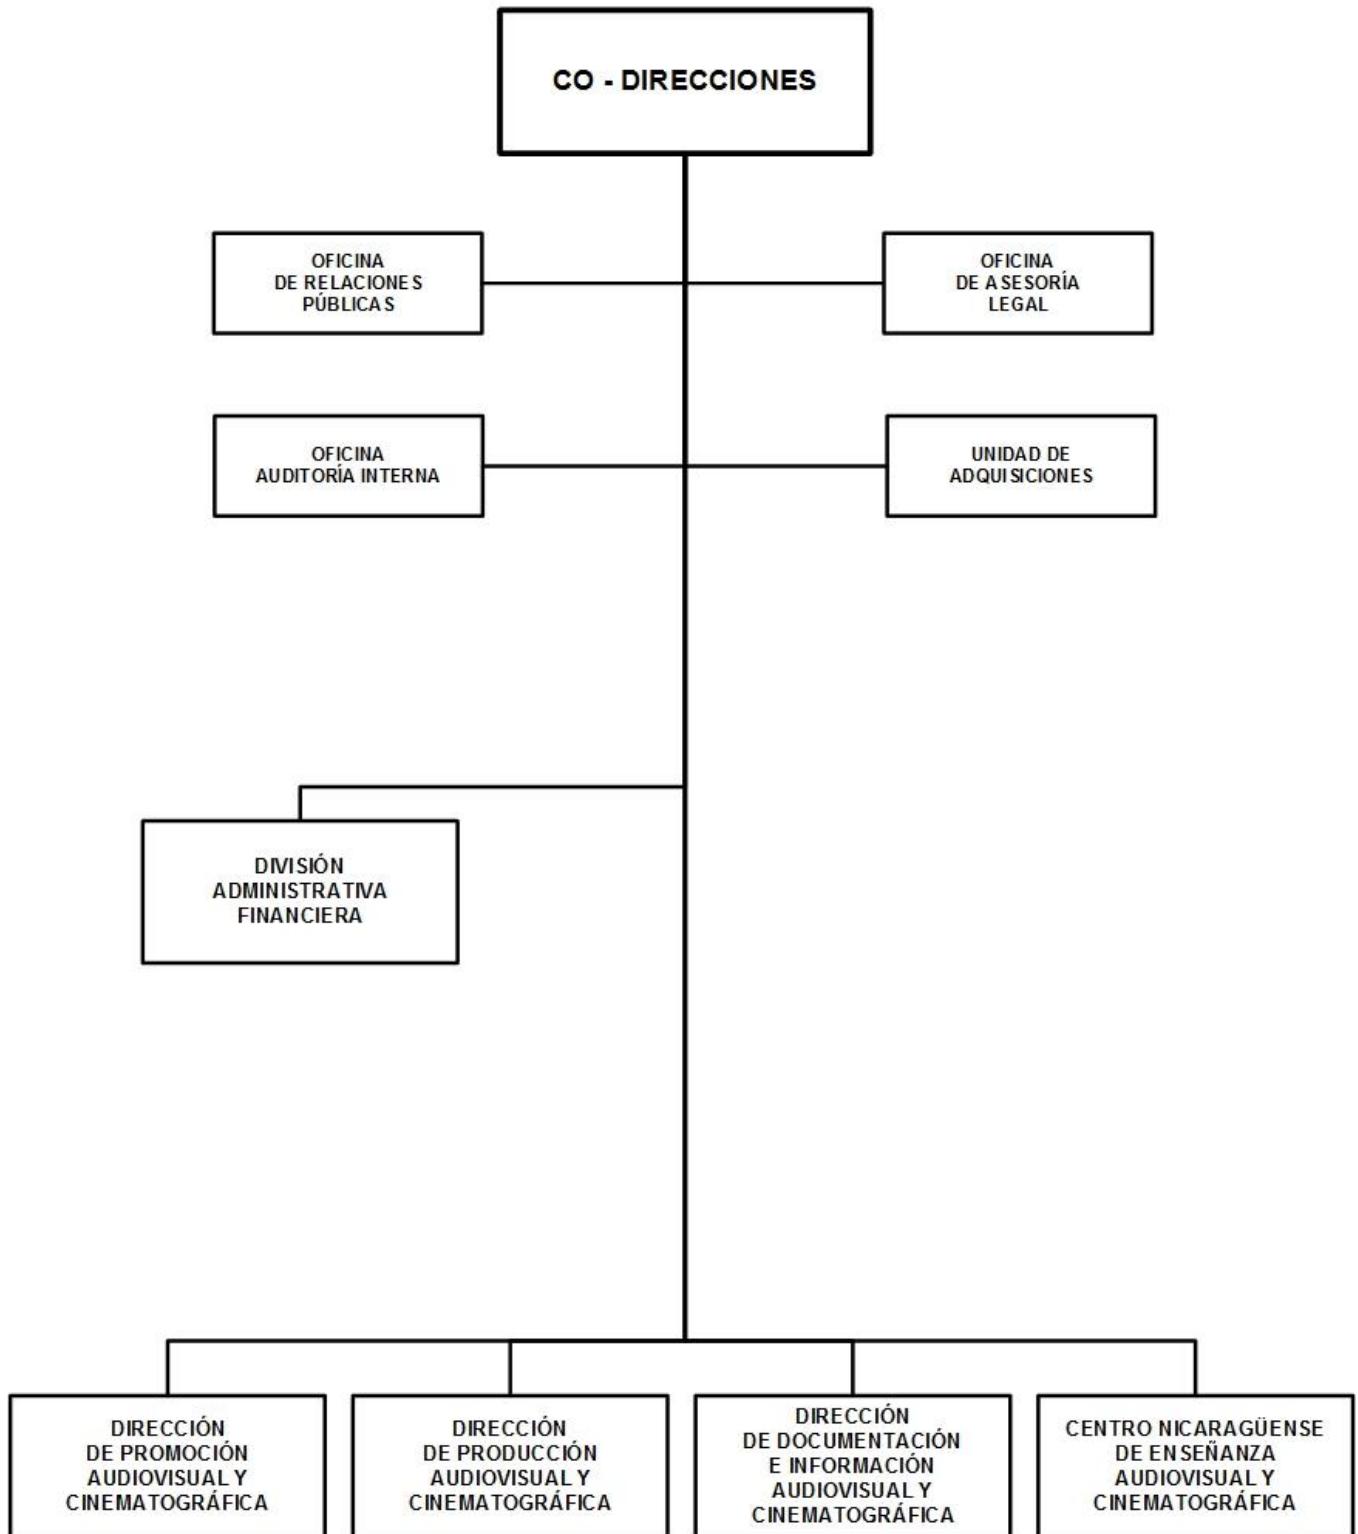 CO - DIRECCIONES
OFICINA
DE RELACIONES
PÚBLICAS
OFICINA
DE ASESORÍA
LEGAL
OFICINA
AUDITORÍA INTERNA
UNIDAD DE
ADQUISICIONES
DIVISIÓN
ADMINISTRATIVA
FINANCIERA
DIRECCIÓN
DE PROMOCIÓN
AUDIOVISUAL Y
CINEMATOGRÁFICA
DIRECCIÓN
DE PRODUCCIÓN
AUDIOVISUAL Y
CINEMATOGRÁFICA
DIRECCIÓN
DE DOCUMENTACIÓN
E INFORMACIÓN
AUDIOVISUAL Y
CINEMATOGRÁFICA
CENTRO NICARAGÜENSE
DE ENSEÑANZA
AUDIOVISUAL Y
CINEMATOGRÁFICA